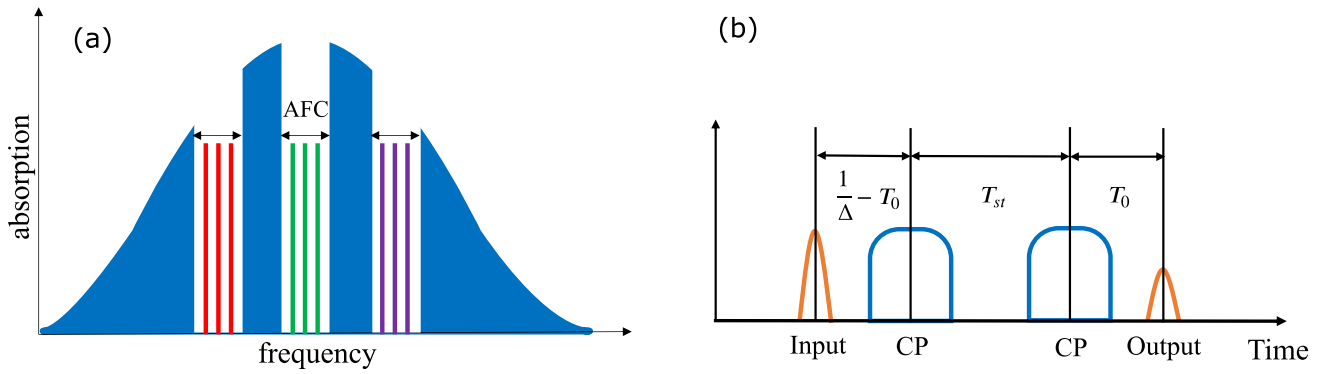 (a)
AFC
absorption
frequency
(b)
1/Δ − T₀
Tₛₜ
T₀
Input
CP
CP
Output
Time